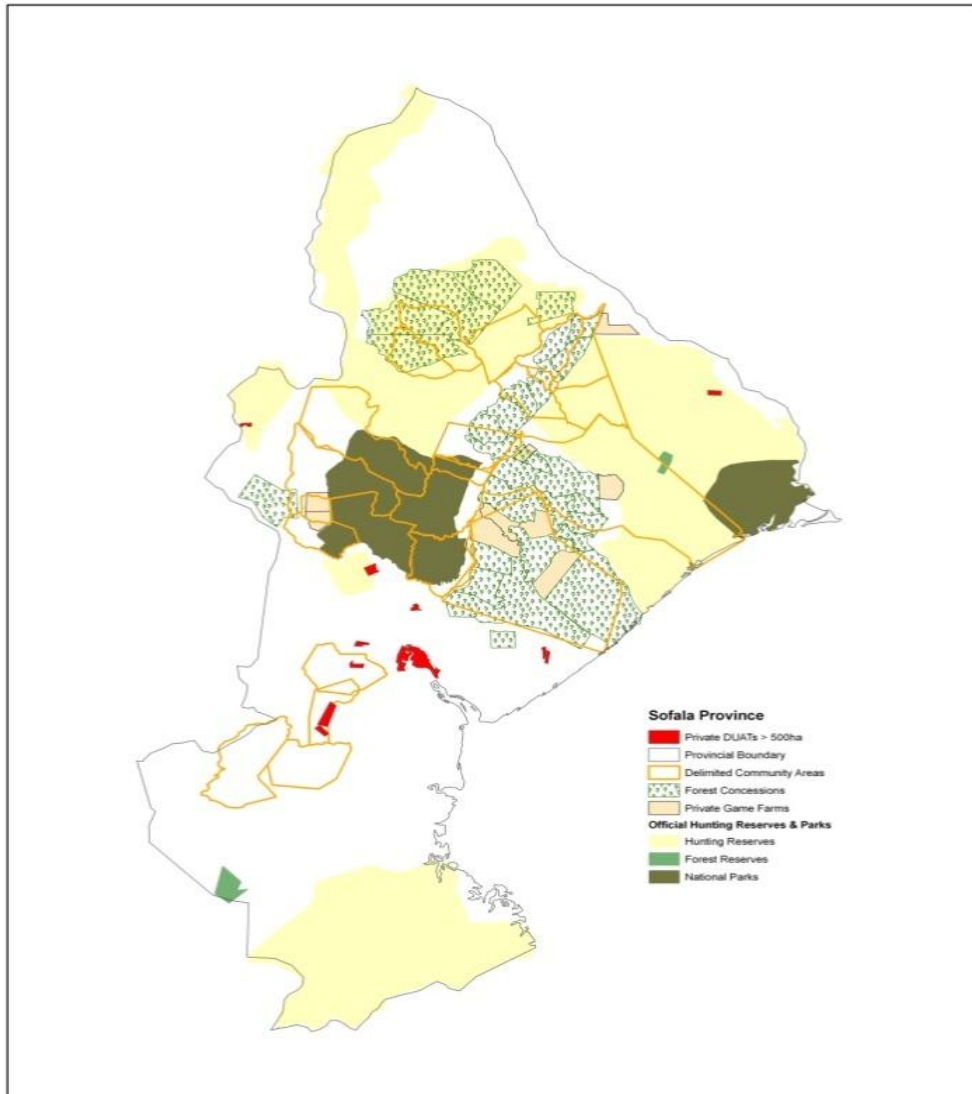 Sofala Province
Private DUATs > 500ha
Provincial Boundary
Delimited Community Areas
Forest Concessions
Private Game Farms
Official Hunting Reserves & Parks
Hunting Reserves
Forest Reserves
National Parks